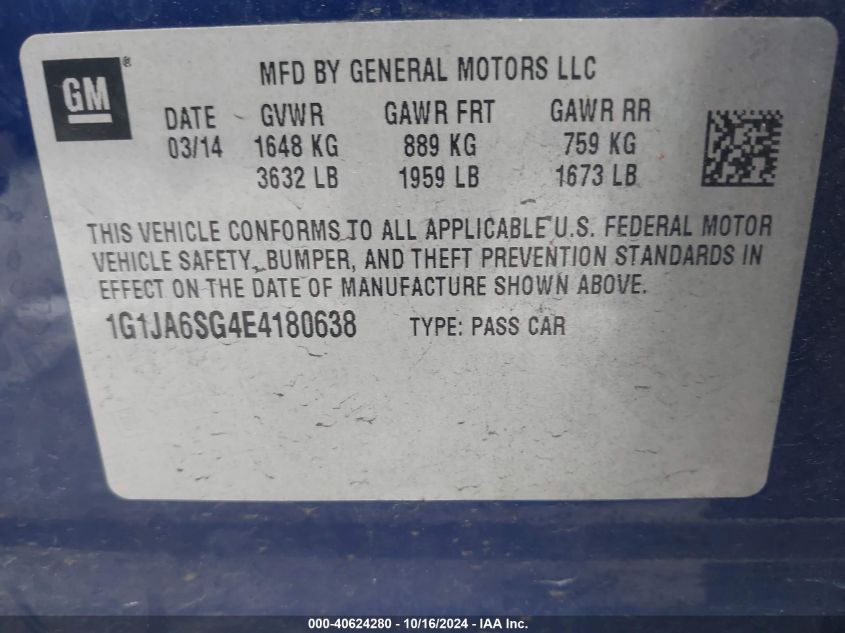 GM®
MFD BY GENERAL MOTORS LLC
DATE GVWR GAWR FRT GAWR RR
03/14 1648 KG 889 KG 759 KG
3632 LB 1959 LB 1673 LB
THIS VEHICLE CONFORMS TO ALL APPLICABLE U.S. FEDERAL MOTOR
VEHICLE SAFETY, BUMPER, AND THEFT PREVENTION STANDARDS IN
EFFECT ON THE DATE OF MANUFACTURE SHOWN ABOVE.
1G1JA6SG4E4180638 TYPE: PASS CAR
000-40624280 - 10/16/2024 - IAA Inc.